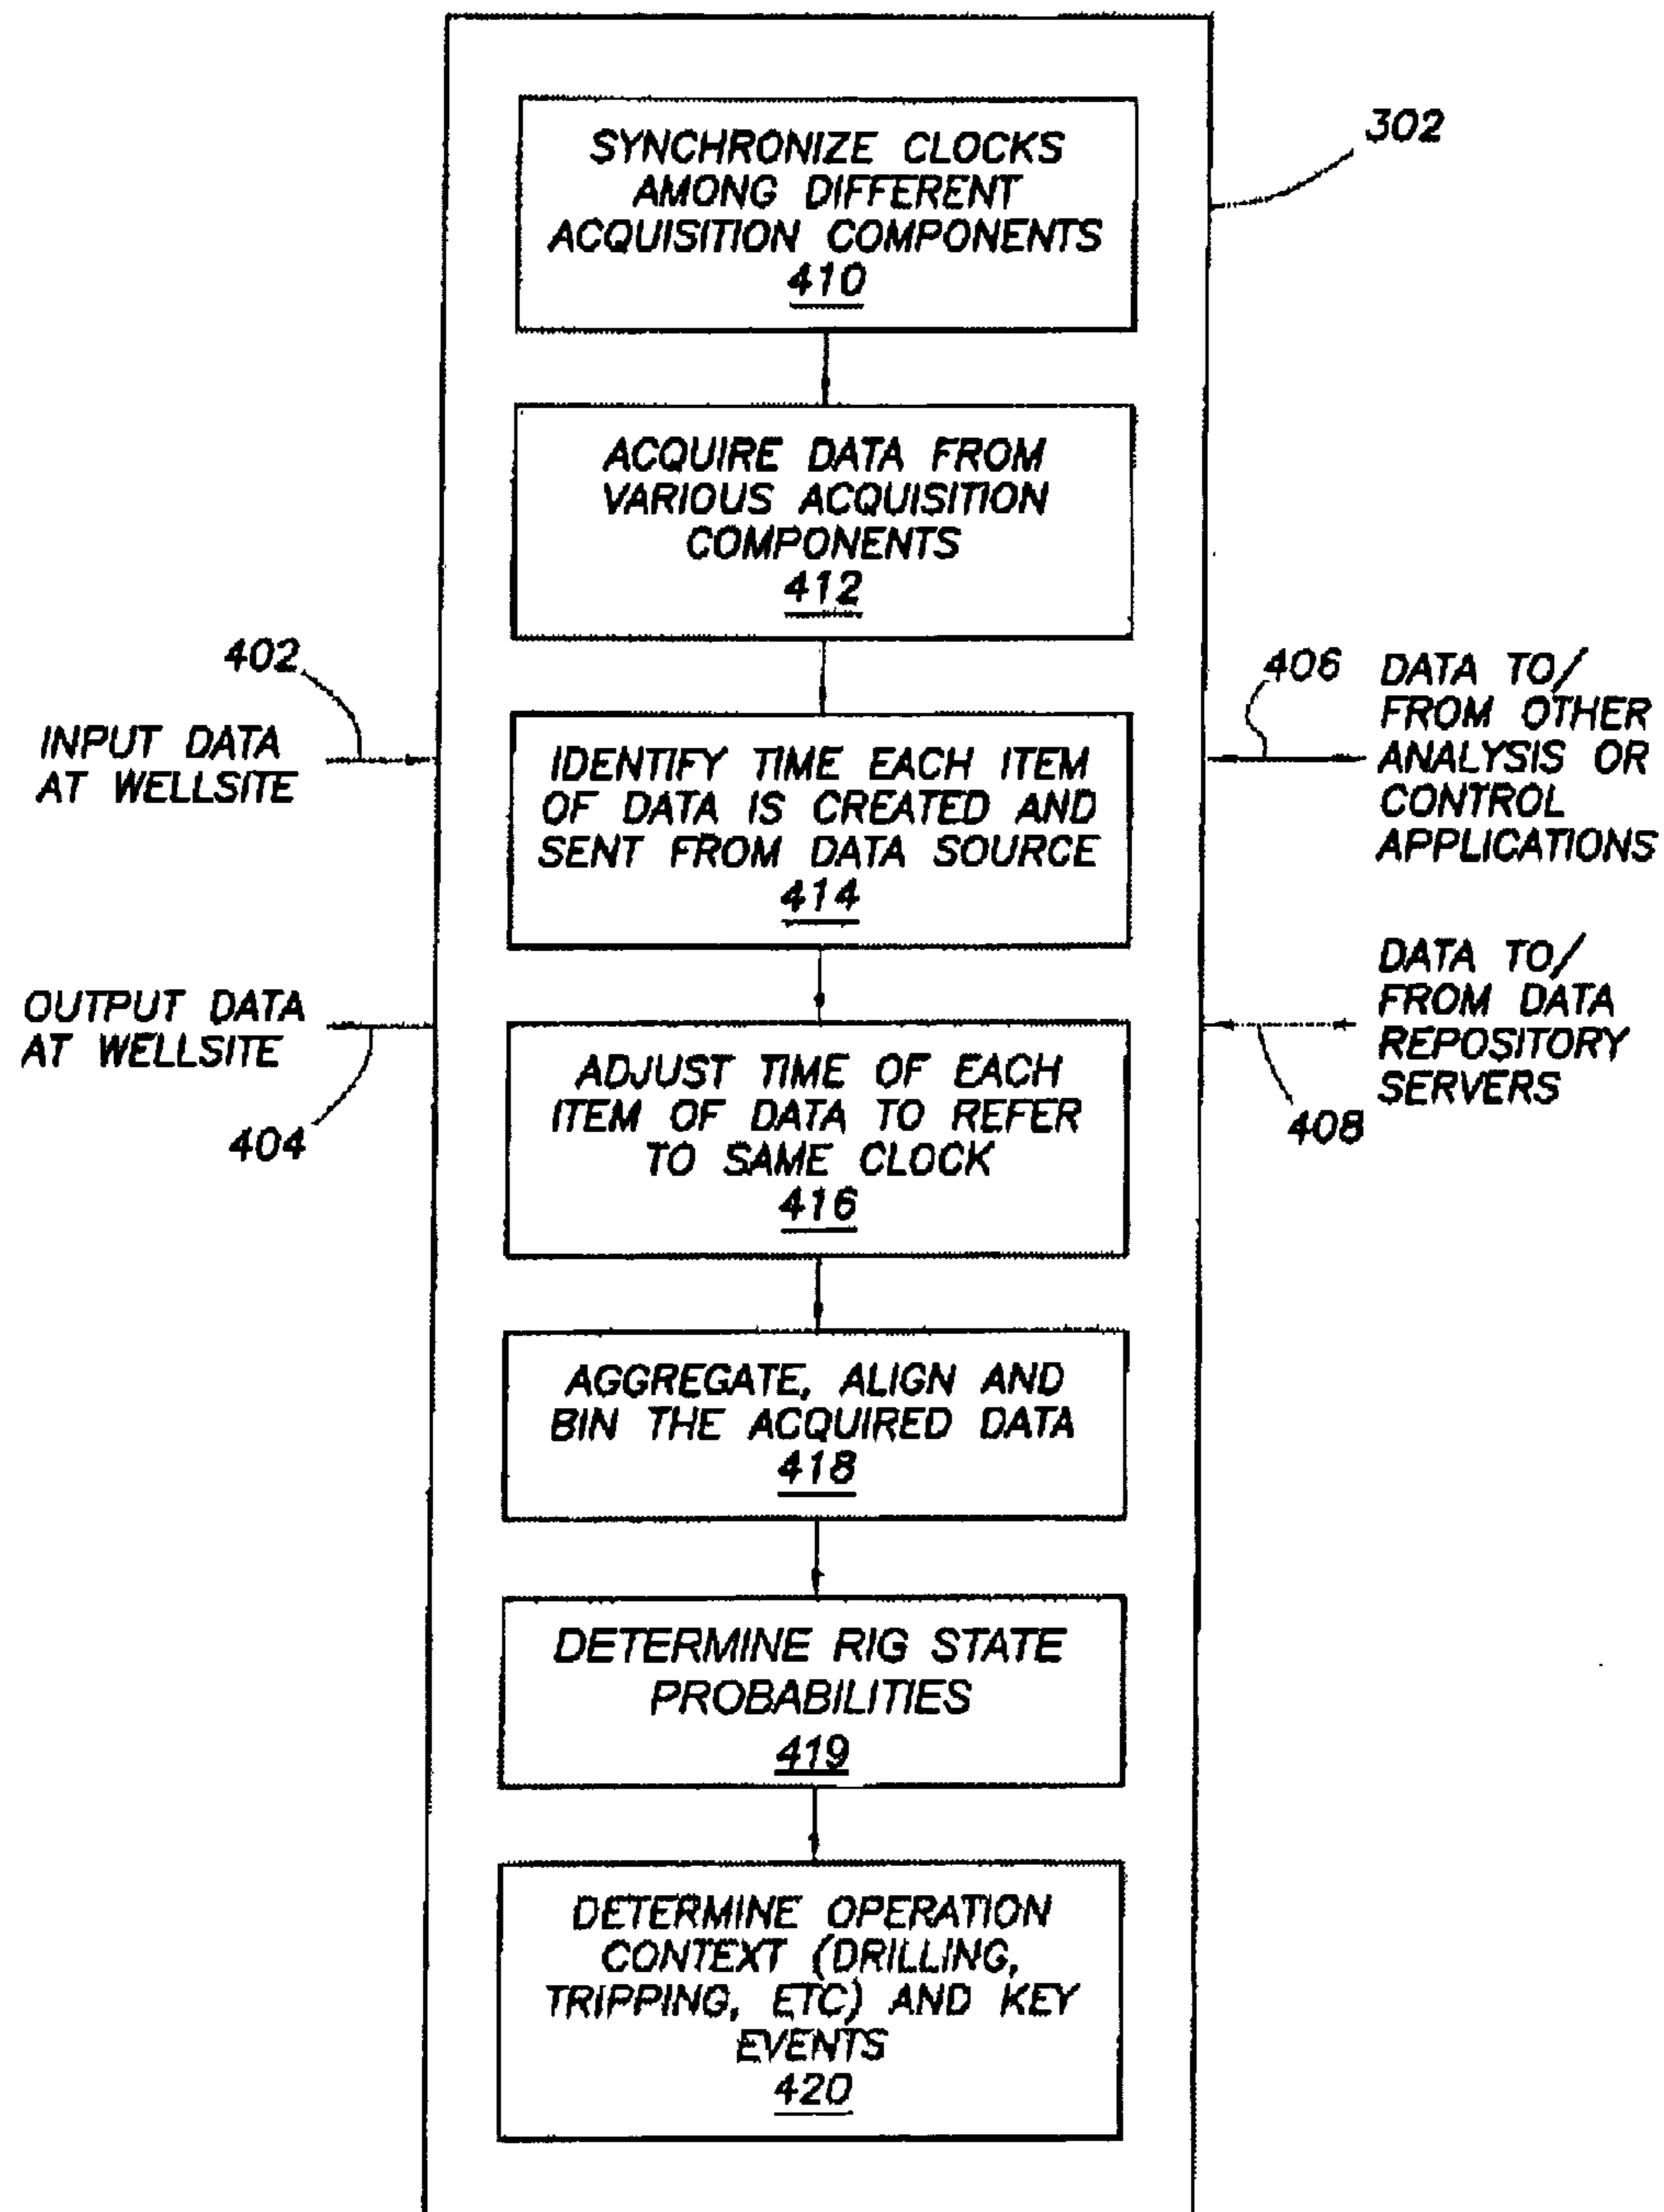 SYNCHRONIZE CLOCKS
AMONG DIFFERENT
ACQUISITION COMPONENTS
410
302
ACQUIRE DATA FROM
VARIOUS ACQUISITION
COMPONENTS
412
402
INPUT DATA
AT WELLSITE
406
DATA TO/
FROM OTHER
ANALYSIS OR
CONTROL
APPLICATIONS
IDENTIFY TIME EACH ITEM
OF DATA IS CREATED AND
SENT FROM DATA SOURCE
414
OUTPUT DATA
AT WELLSITE
404
DATA TO/
FROM DATA
REPOSITORY
SERVERS
408
ADJUST TIME OF EACH
ITEM OF DATA TO REFER
TO SAME CLOCK
416
AGGREGATE, ALIGN AND
BIN THE ACQUIRED DATA
418
DETERMINE RIG STATE
PROBABILITIES
419
DETERMINE OPERATION
CONTEXT (DRILLING,
TRIPPING, ETC) AND KEY
EVENTS
420